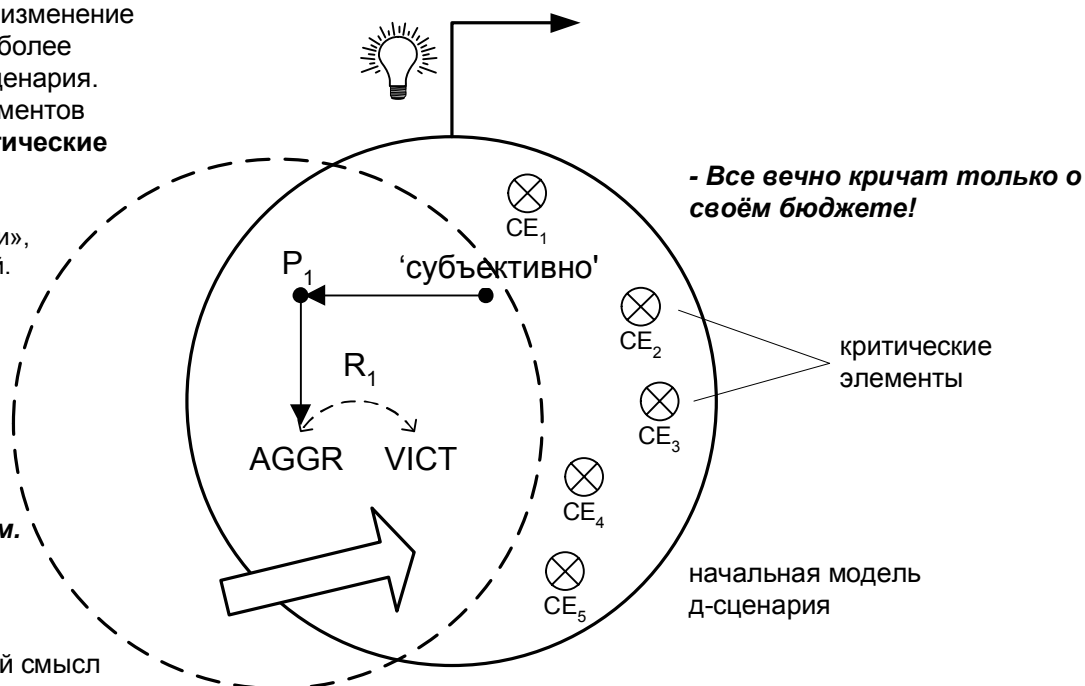 изменение
более
ценария.
ментов
тические
и»,
й.
м.
й смысл
- Все вечно кричат только о
своём бюджете!
CE₁
P₁
'субъективно'
CE₂
R₁
CE₃
критические
элементы
AGGR VICT
CE₄
CE₅
начальная модель
д-сценария